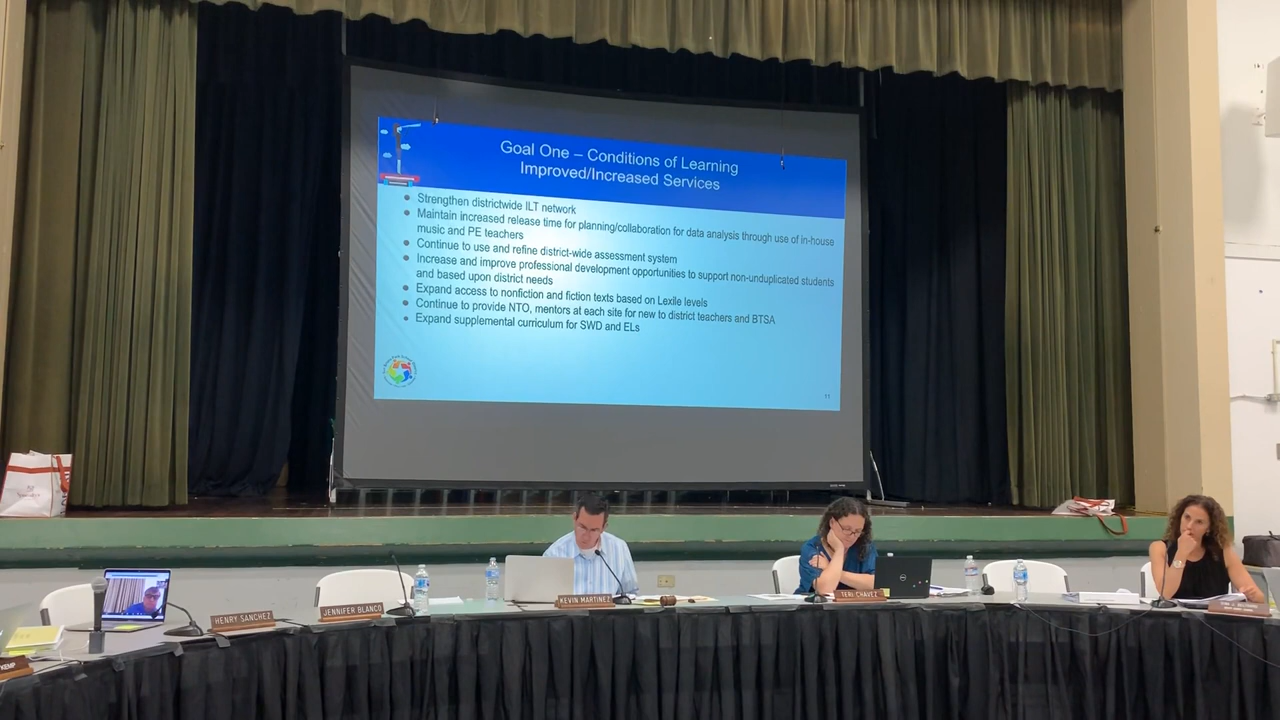 Goal One – Conditions of Learning
Improved/Increased Services
● Strengthen districtwide ILT network
● Maintain increased release time for planning/collaboration for data analysis through use of in-house
music and PE teachers
● Continue to use and refine district-wide assessment system
● Increase and improve professional development opportunities to support non-unduplicated students
and based upon district needs
● Expand access to nonfiction and fiction texts based on Lexile levels
● Continue to provide NTO, mentors at each site for new to district teachers and BTSA
● Expand supplemental curriculum for SWD and ELs
KEMP
HENRY SANCHEZ
JENNIFER BLANCO
KEVIN MARTINEZ
TERI CHAVEZ
DELL